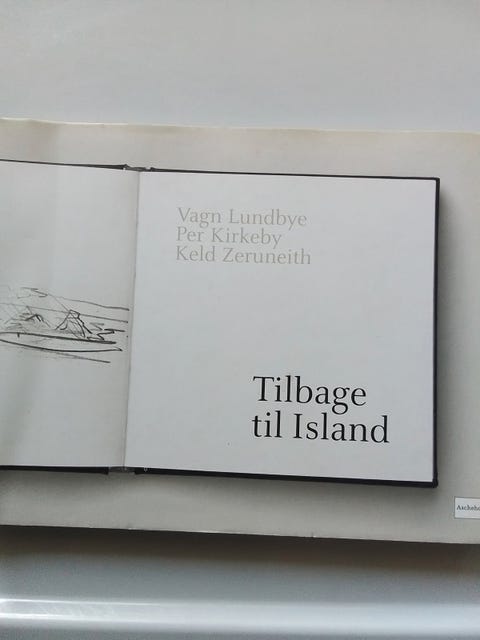 Vagn Lundbye
Per Kirkeby
Keld Zeruneith
Tilbage
til Island